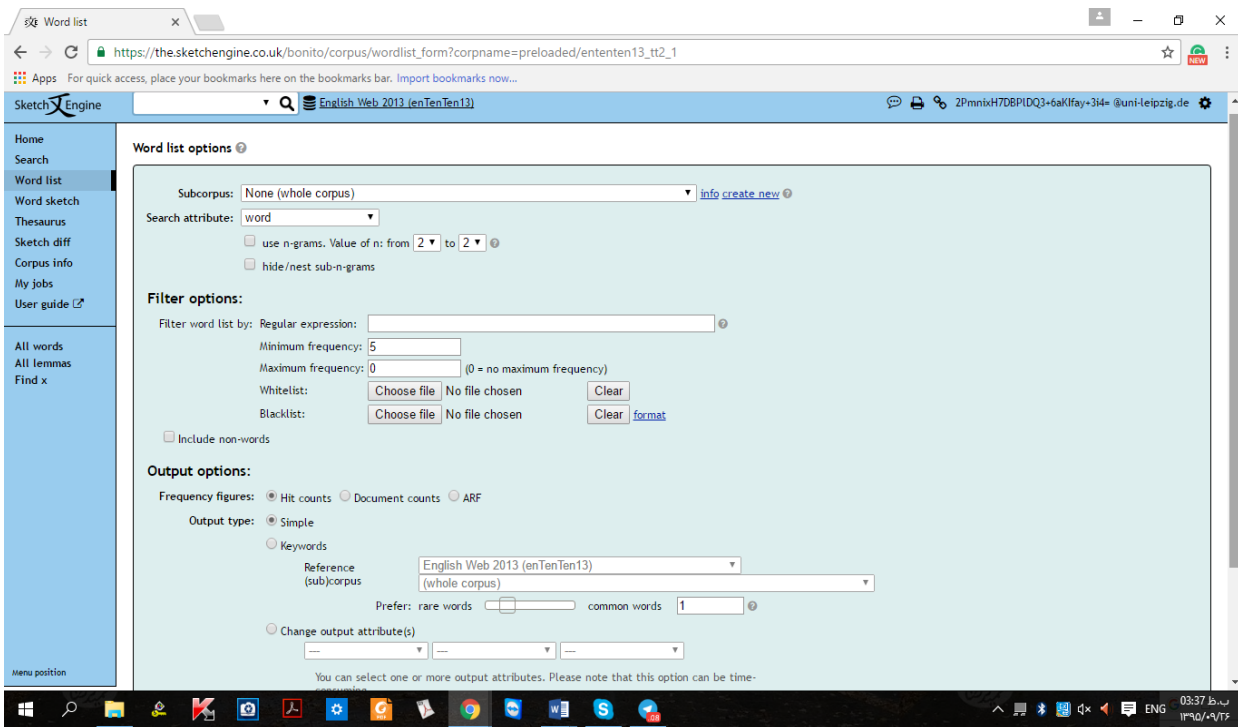 Word list
https://the.sketchengine.co.uk/bonito/corpus/wordlist_form?corpname=preloaded/ententen13_tt2_1
NEW
Apps For quick access, place your bookmarks here on the bookmarks bar. Import bookmarks now...
Sketch Engine English Web 2013 (enTenTen13) 2PmnixH7DBPlDQ3+6aKlfay+3i4= @uni-leipzig.de
Home
Search
Word list
Word sketch
Thesaurus
Sketch diff
Corpus info
My jobs
User guide
All words
All lemmas
Find x
Menu position
Word list options
Subcorpus: None (whole corpus) info create new
Search attribute: word
use n-grams. Value of n: from 2 to 2
hide/nest sub-n-grams
Filter options:
Filter word list by: Regular expression:
Minimum frequency: 5
Maximum frequency: 0 (0 = no maximum frequency)
Whitelist: Choose file No file chosen Clear
Blacklist: Choose file No file chosen Clear format
Include non-words
Output options:
Frequency figures: Hit counts Document counts ARF
Output type: Simple
Keywords
Reference English Web 2013 (enTenTen13)
(sub)corpus (whole corpus)
Prefer: rare words common words 1
Change output attribute(s)
--- --- ---
You can select one or more output attributes. Please note that this option can be time-
consuming
ENG 03:37 ب.ظ
۱۳۹۵/۰۹/۲۶